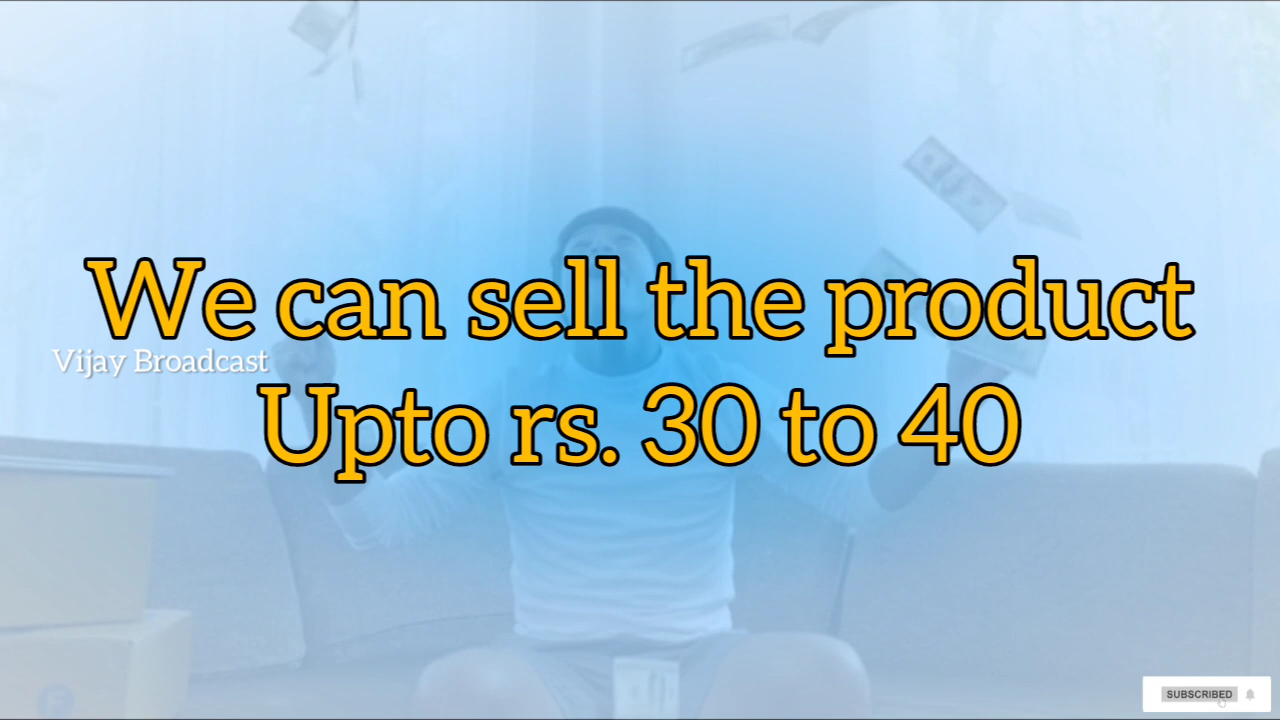 We can sell the product
Vijay Broadcast
Upto rs. 30 to 40
SUBSCRIBED